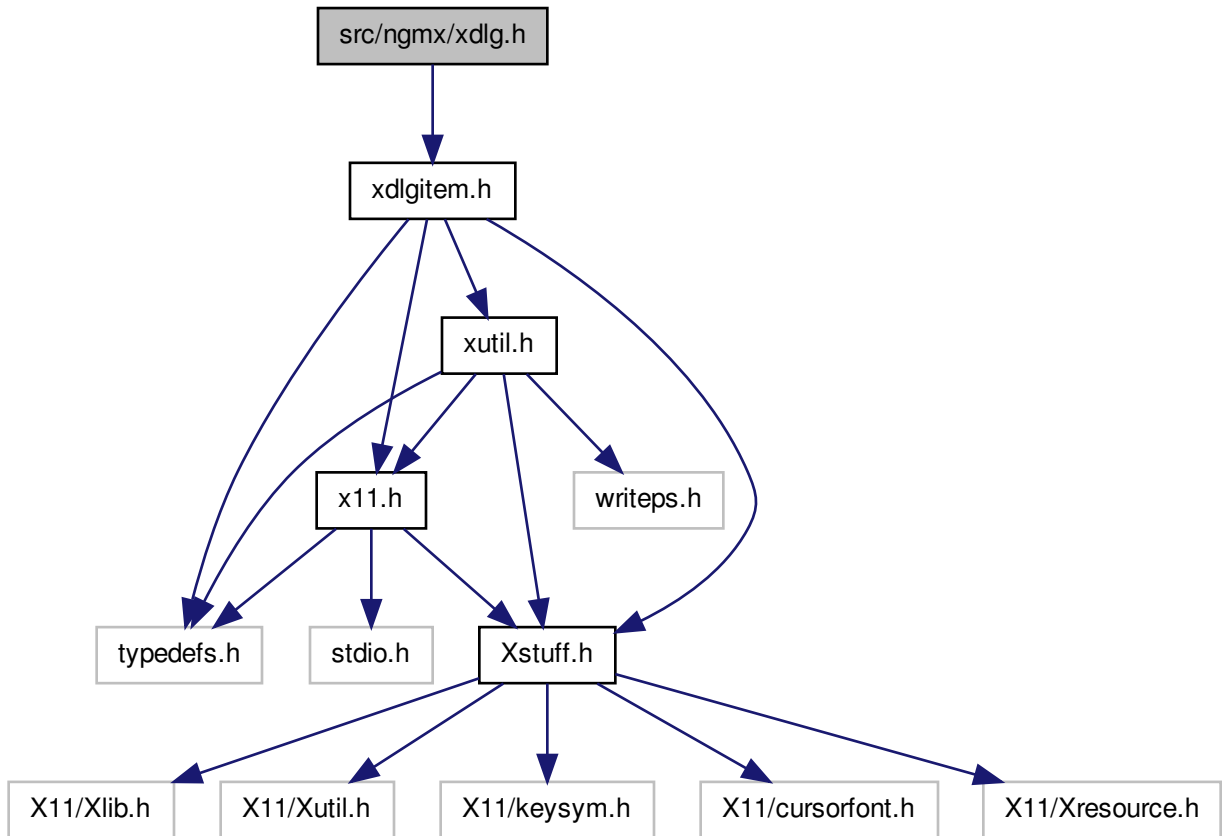 src/ngmx/xdlg.h
xdlgitem.h
xutil.h
x11.h
writeps.h
typedefs.h
stdio.h
Xstuff.h
X11/Xlib.h
X11/Xutil.h
X11/keysym.h
X11/cursorfont.h
X11/Xresource.h